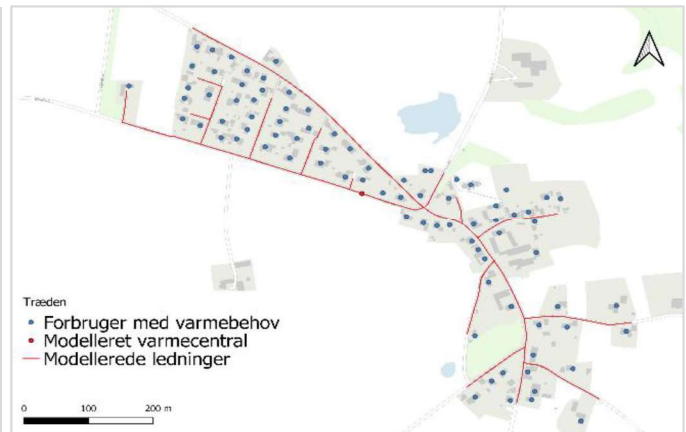 Træden
Forbruger med varmebehov
Modelleret varmecentral
Modellerede ledninger
0 100 200 m